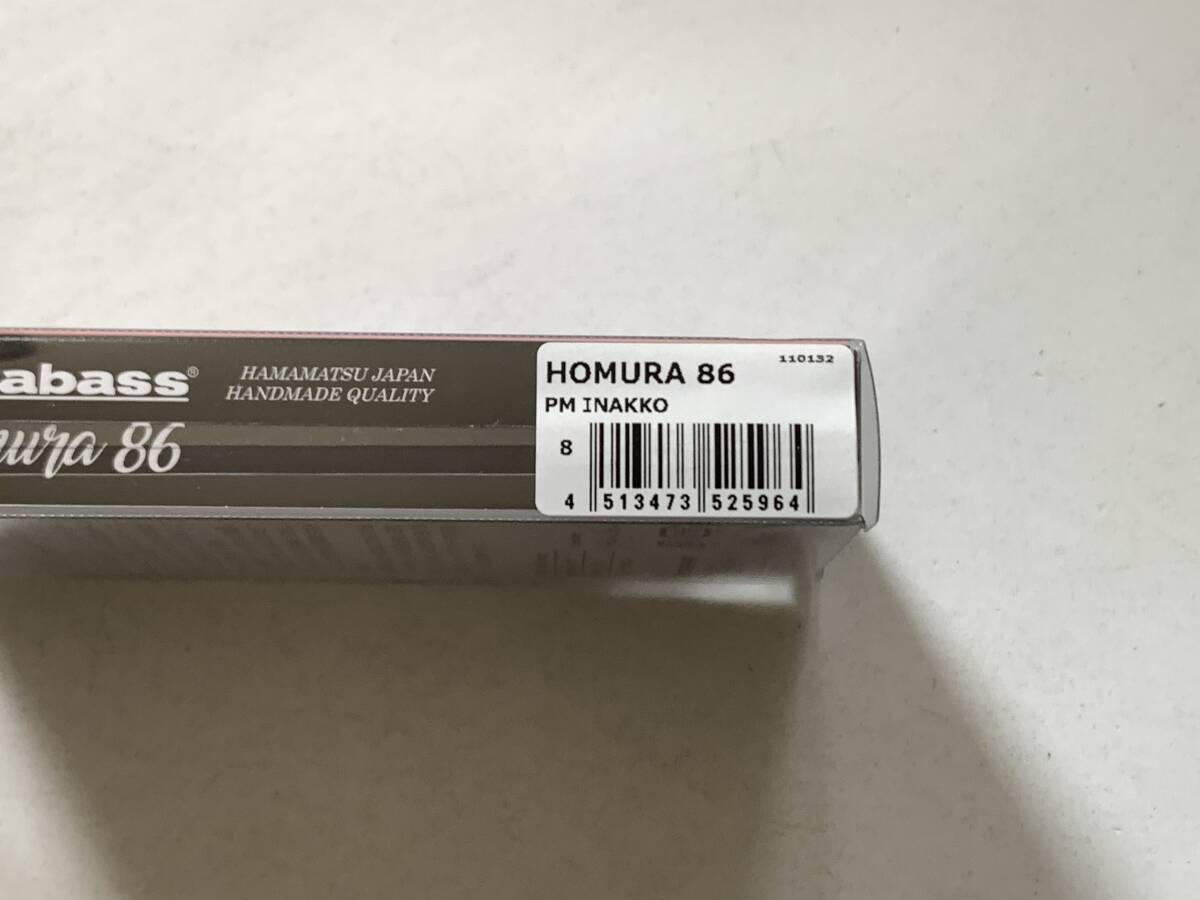 abass®
HAMAMATSU JAPAN
HANDMADE QUALITY
ura 86
HOMURA 86
110132
PM INAKKO
8
4 513473 525964